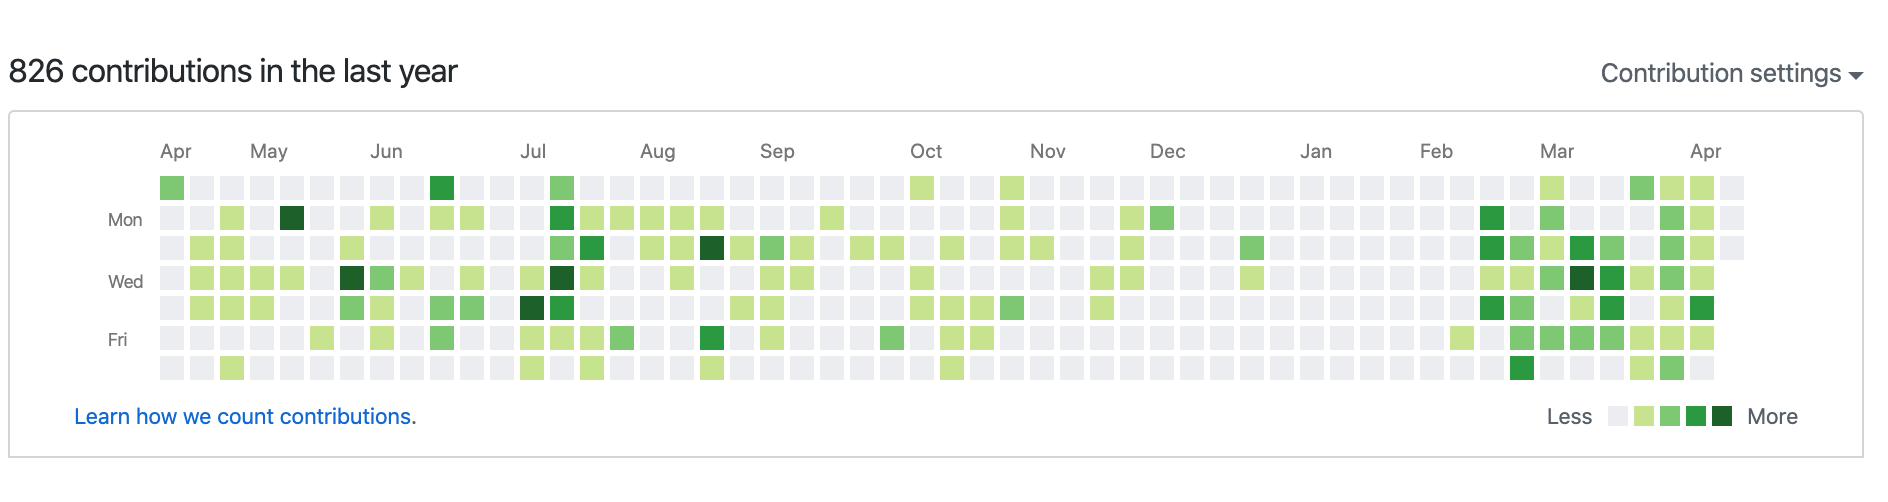 826 contributions in the last year
Contribution settings
Apr May Jun Jul Aug Sep Oct Nov Dec Jan Feb Mar Apr
Mon
Wed
Fri
Learn how we count contributions.
Less More